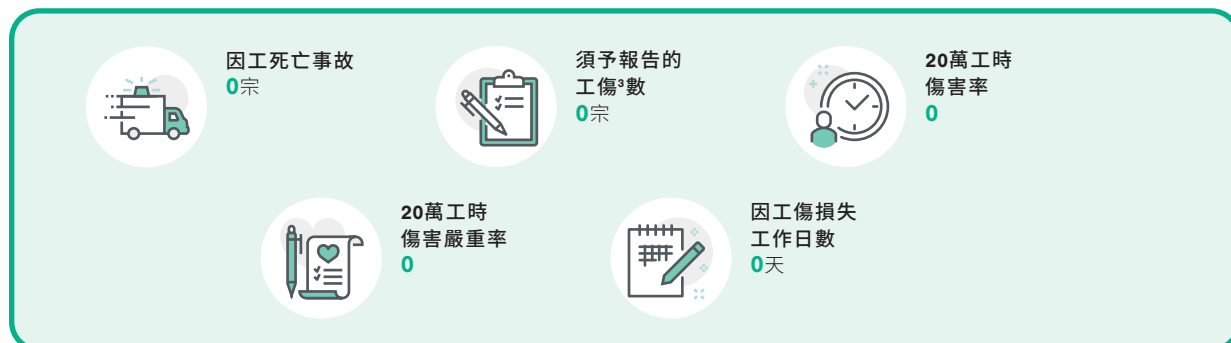 因工死亡事故
0宗
須予報告的
工傷³數
0宗
20萬工時
傷害率
0
20萬工時
傷害嚴重率
0
因工傷損失
工作日數
0天